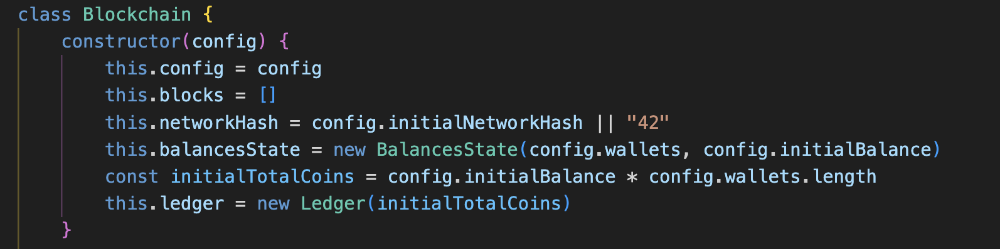 class Blockchain {
    constructor(config) {
        this.config = config
        this.blocks = []
        this.networkHash = config.initialNetworkHash || "42"
        this.balancesState = new BalancesState(config.wallets, config.initialBalance)
        const initialTotalCoins = config.initialBalance * config.wallets.length
        this.ledger = new Ledger(initialTotalCoins)
    }